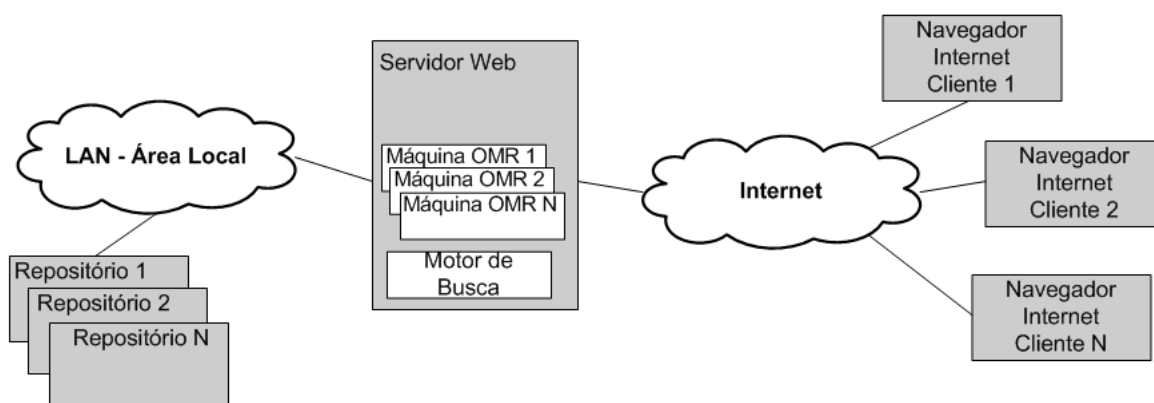 LAN - Área Local
Repositório 1
Repositório 2
Repositório N
Servidor Web
Máquina OMR 1
Máquina OMR 2
Máquina OMR N
Motor de
Busca
Internet
Navegador
Internet
Cliente 1
Navegador
Internet
Cliente 2
Navegador
Internet
Cliente N